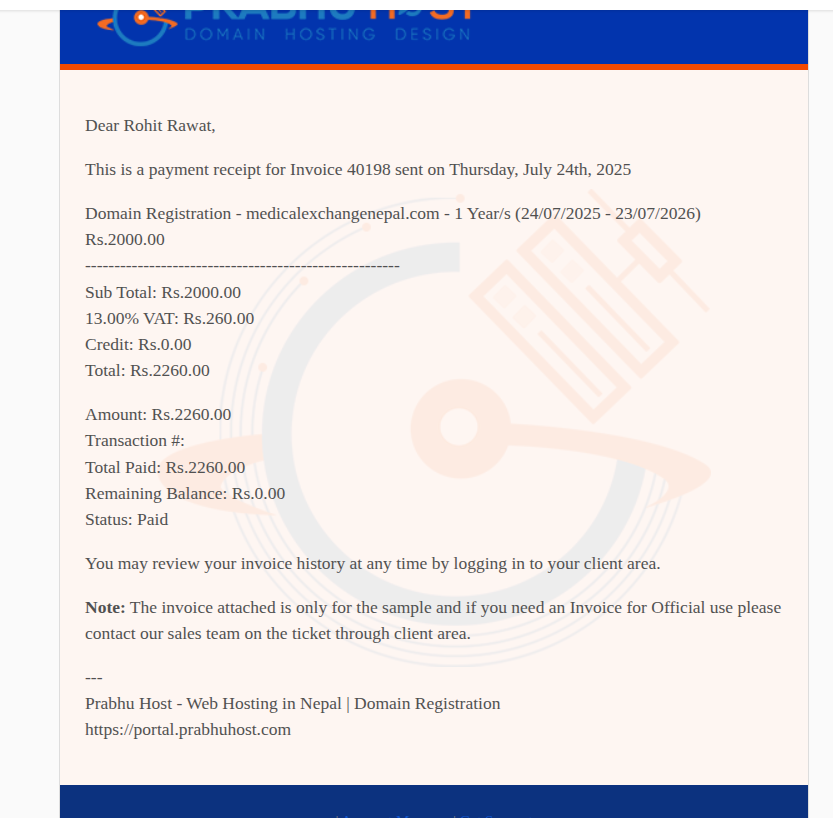 PRABHU HOST
DOMAIN HOSTING DESIGN
Dear Rohit Rawat,
This is a payment receipt for Invoice 40198 sent on Thursday, July 24th, 2025
Domain Registration - medicalexchangenepal.com - 1 Year/s (24/07/2025 - 23/07/2026)
Rs.2000.00
------------------------------------------------------
Sub Total: Rs.2000.00
13.00% VAT: Rs.260.00
Credit: Rs.0.00
Total: Rs.2260.00
Amount: Rs.2260.00
Transaction #:
Total Paid: Rs.2260.00
Remaining Balance: Rs.0.00
Status: Paid
You may review your invoice history at any time by logging in to your client area.
Note: The invoice attached is only for the sample and if you need an Invoice for Official use please
contact our sales team on the ticket through client area.
---
Prabhu Host - Web Hosting in Nepal | Domain Registration
https://portal.prabhuhost.com